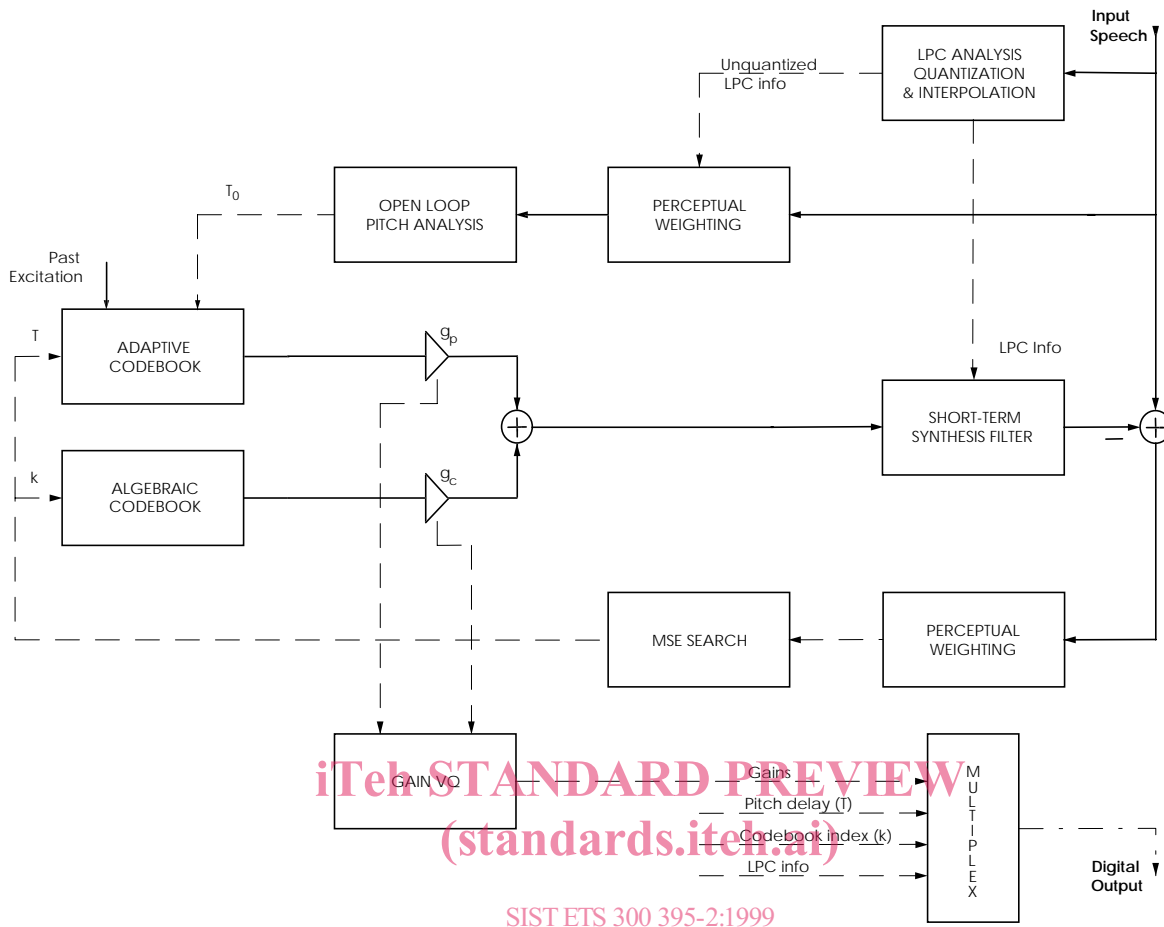 Input
Speech
LPC ANALYSIS
QUANTIZATION
& INTERPOLATION
Unquantized
LPC info
T0
OPEN LOOP
PITCH ANALYSIS
PERCEPTUAL
WEIGHTING
Past
Excitation
T
ADAPTIVE
CODEBOOK
gp
LPC Info
SHORT-TERM
SYNTHESIS FILTER
k
ALGEBRAIC
CODEBOOK
gc
MSE SEARCH
PERCEPTUAL
WEIGHTING
GAIN VQ
Gains
Pitch delay (T)
Codebook index (k)
LPC info
MULTIPLEX
Digital
Output
iTeh STANDARD PREVIEW
(standards.iteh.ai)
SIST ETS 300 395-2:1999